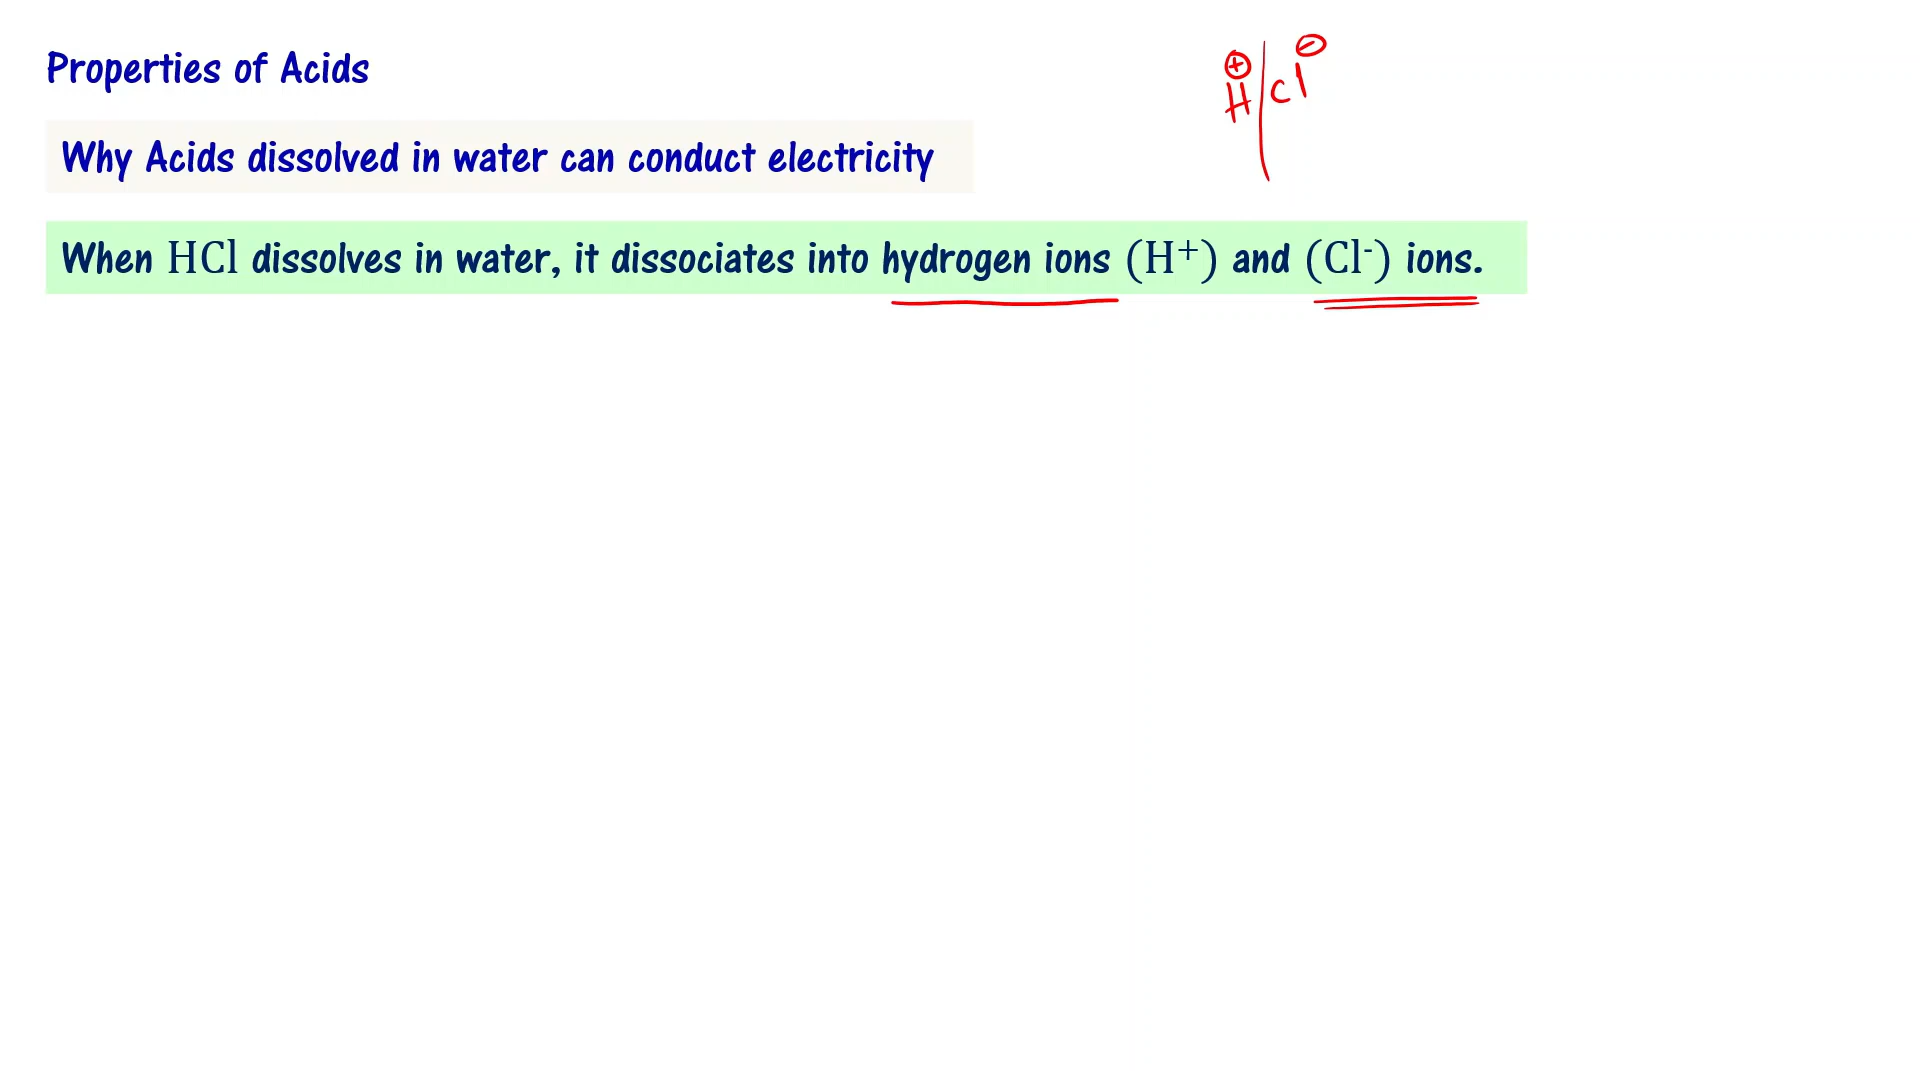 Properties of Acids
⊕ ⊖
H Cl
Why Acids dissolved in water can conduct electricity
When HCl dissolves in water, it dissociates into hydrogen ions (H⁺) and (Cl⁻) ions.